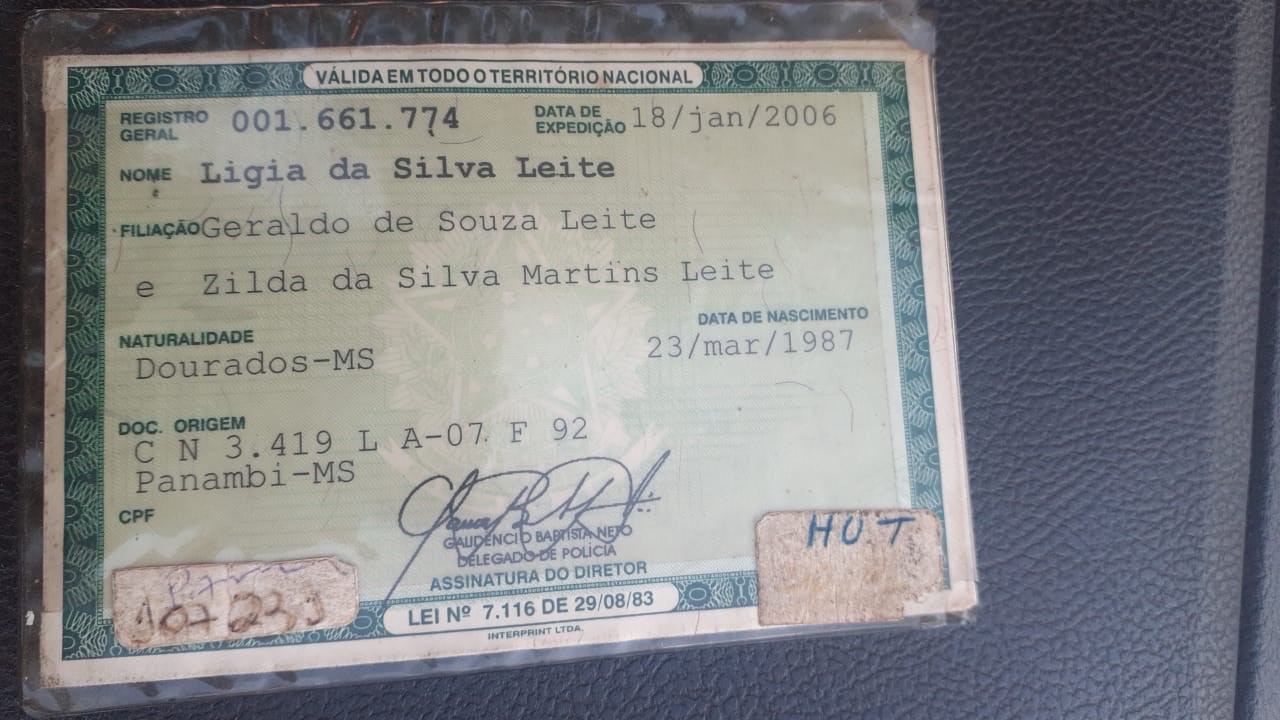 VÁLIDA EM TODO O TERRITÓRIO NACIONAL
REGISTRO GERAL 001.661.774 DATA DE EXPEDIÇÃO 18/jan/2006
NOME Ligia da Silva Leite
FILIAÇÃO Geraldo de Souza Leite
e Zilda da Silva Martins Leite
NATURALIDADE DATA DE NASCIMENTO
Dourados-MS 23/mar/1987
DOC. ORIGEM
C N 3.419 L A-07 F 92
Panambi-MS
CPF
GAUDENCIO BAPTISTA NETO
DELEGADO DE POLÍCIA
ASSINATURA DO DIRETOR
HUT
LEI Nº 7.116 DE 29/08/83
INTERPRINT LTDA.